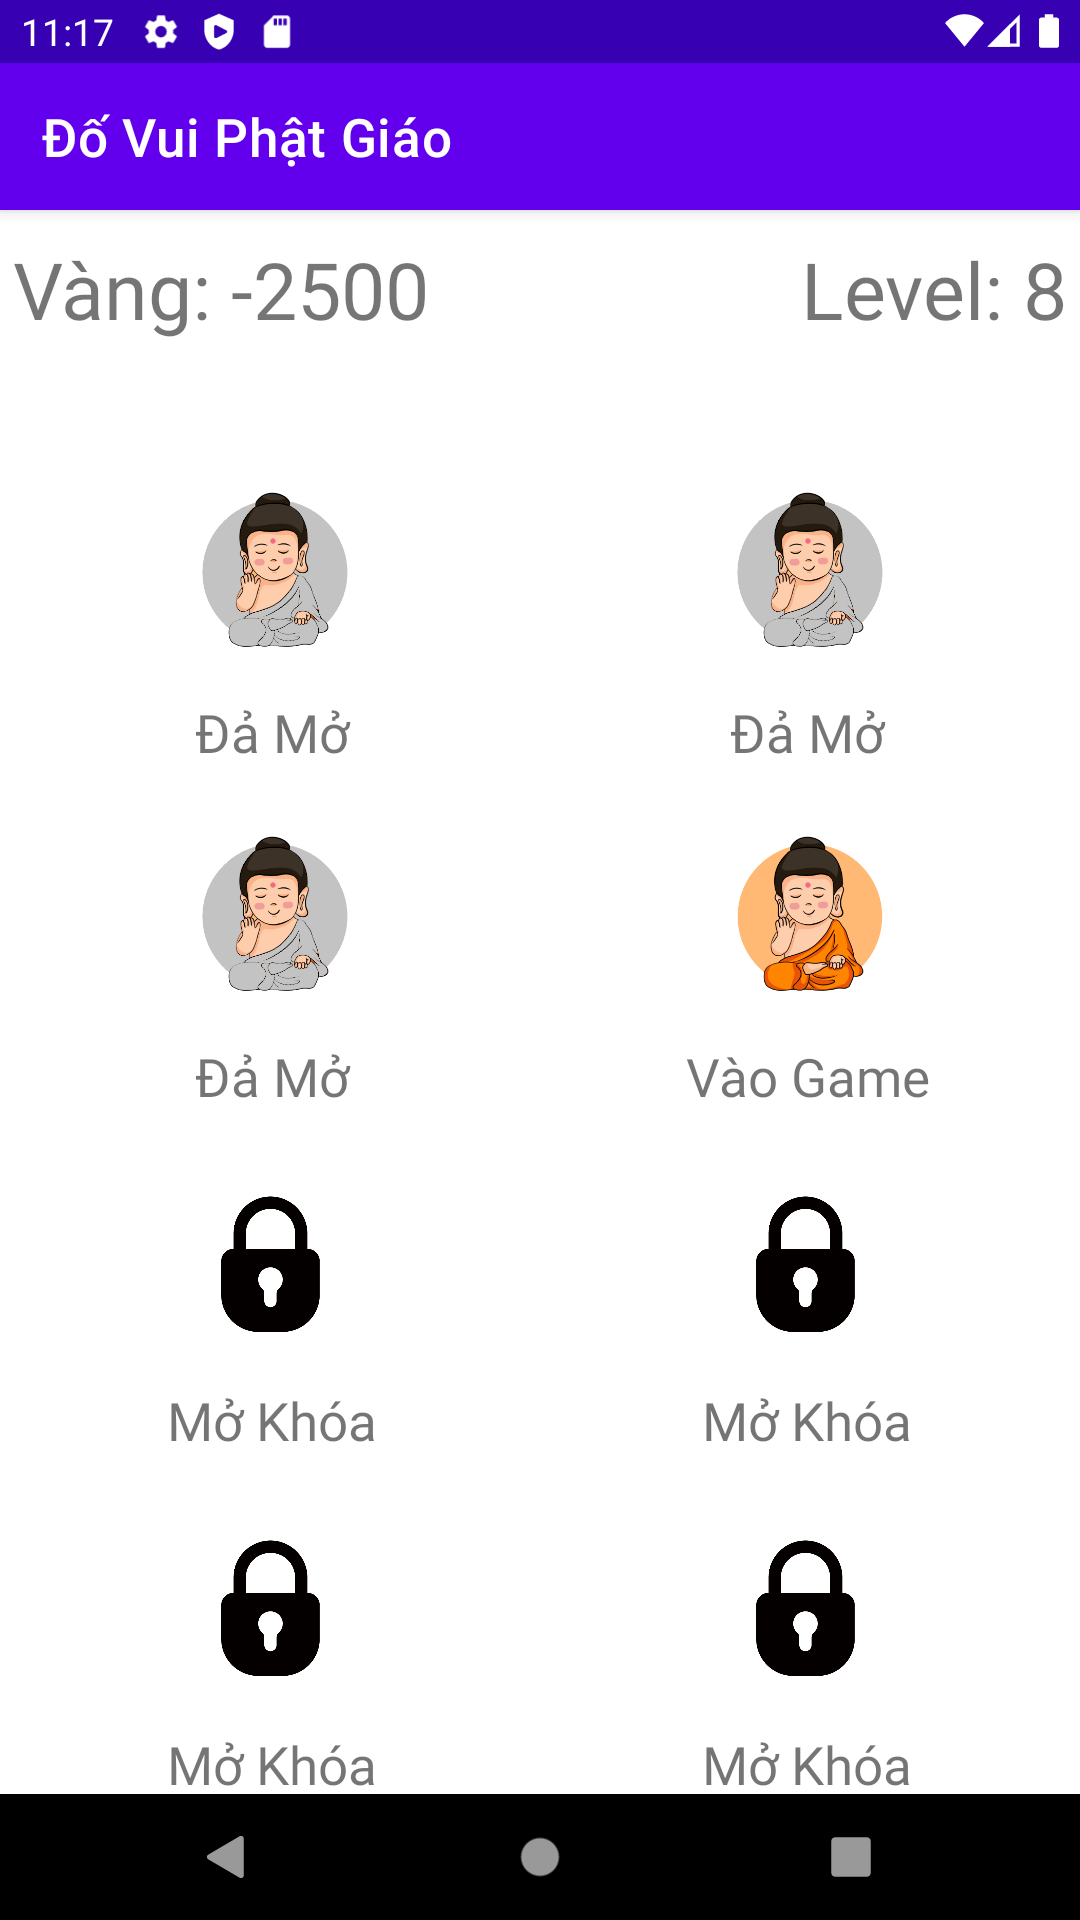 11:17
Đố Vui Phật Giáo
Vàng: -2500
Level: 8
Đả Mở
Đả Mở
Đả Mở
Vào Game
Mở Khóa
Mở Khóa
Mở Khóa
Mở Khóa